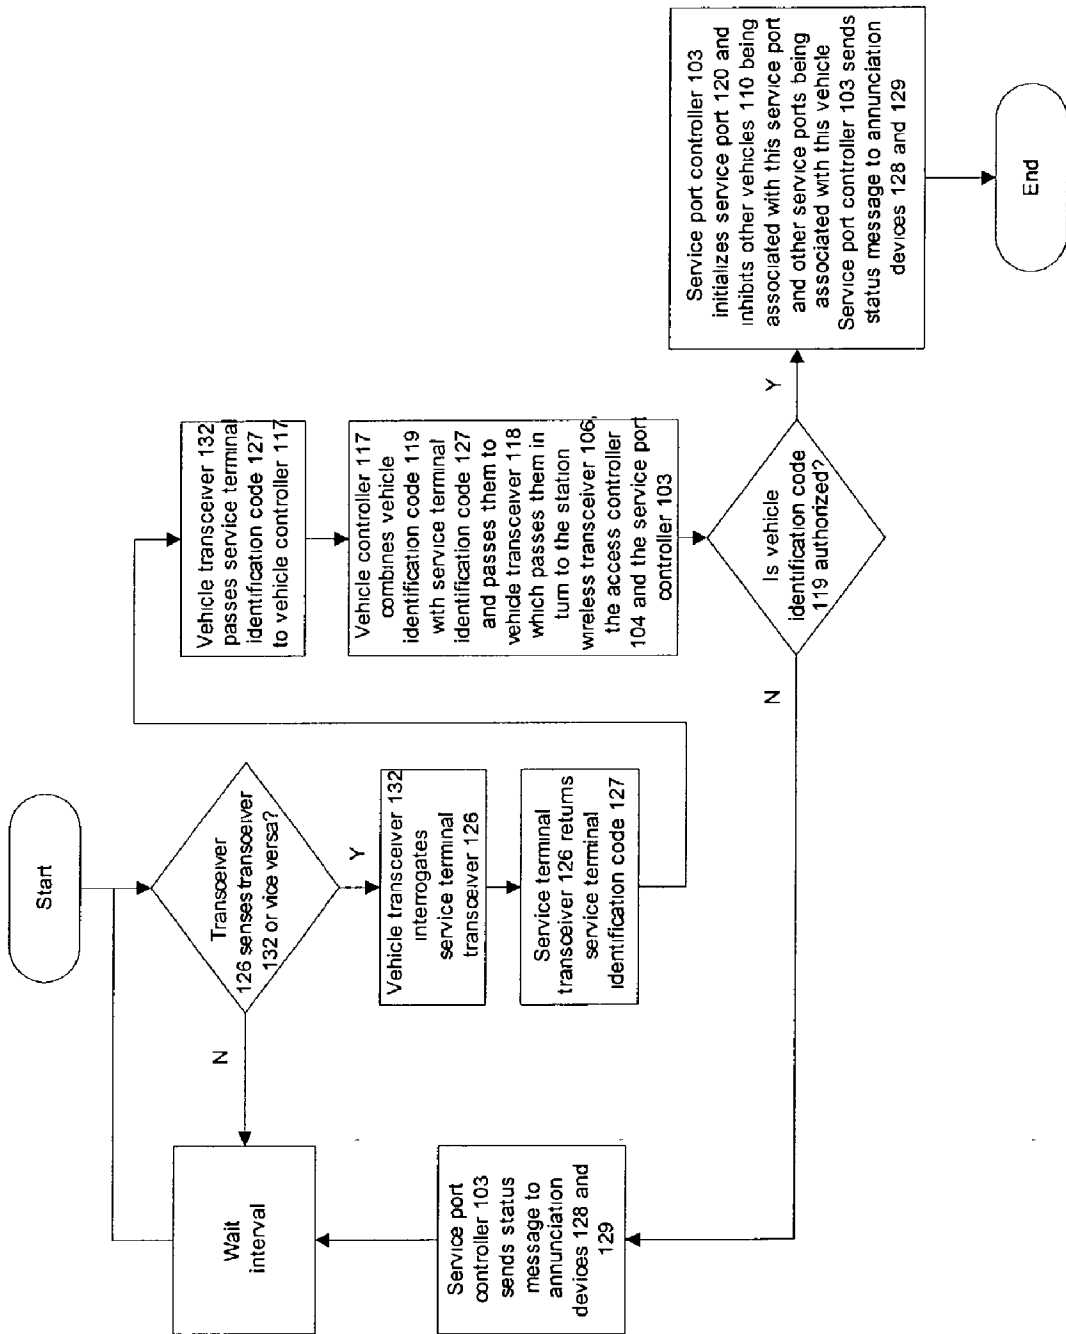 Start
Transceiver
126 senses transceiver
132 or vice versa?
N
Y
Wait
interval
Vehicle transceiver 132
interrogates
service terminal
transceiver 126
Service terminal
transceiver 126 returns
service terminal
identification code 127
Vehicle transceiver 132
passes service terminal
identification code 127
to vehicle controller 117
Vehicle controller 117
combines vehicle
identification code 119
with service terminal
identification code 127
and passes them to
vehicle transceiver 118
which passes them in
turn to the station
wireless transceiver 106,
the access controller
104 and the service port
controller 103
Is vehicle
identification code
119 authorized?
N
Y
Service port
controller 103
sends status
message to
annunciation
devices 128 and
129
Service port controller 103
initializes service port 120 and
inhibits other vehicles 110 being
associated with this service port
and other service ports being
associated with this vehicle
Service port controller 103 sends
status message to annunciation
devices 128 and 129
End